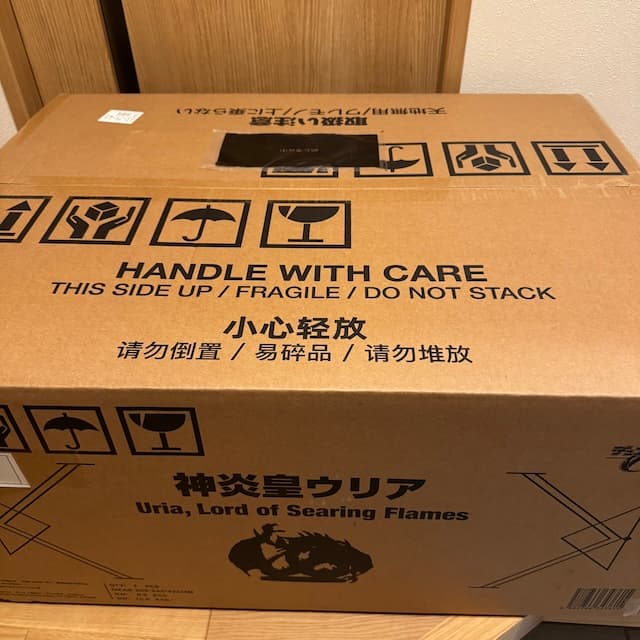 天地無用/ワレモノ/上に乗らない
取扱い注意
HANDLE WITH CARE
THIS SIDE UP / FRAGILE / DO NOT STACK
小心轻放
请勿倒置 / 易碎品 / 请勿堆放
神炎皇ウリア
Uria, Lord of Searing Flames